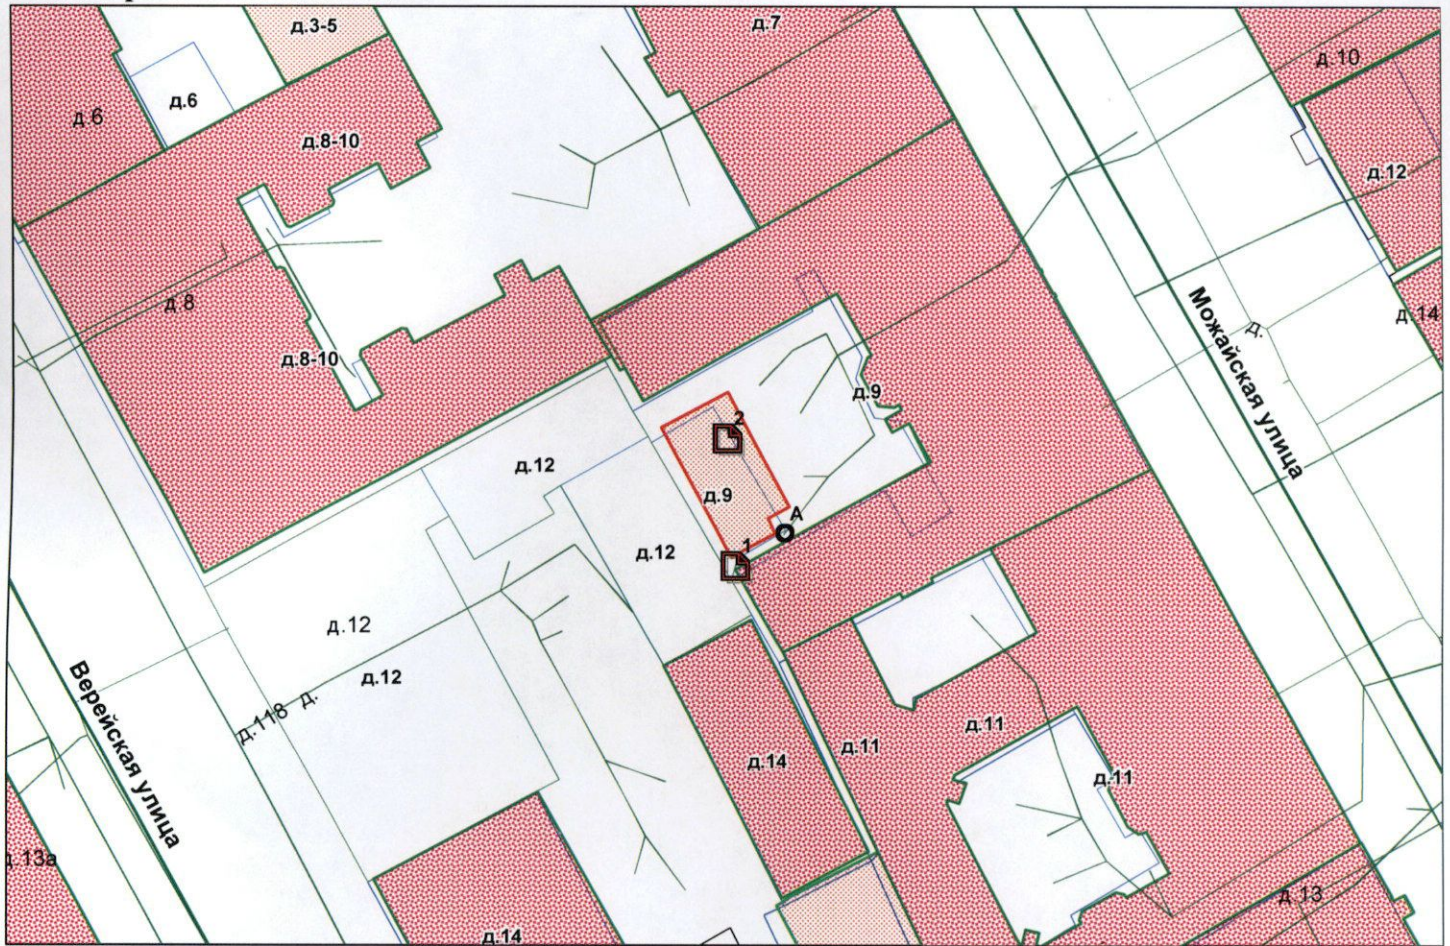 д.3-5
д.7
д.10
д.6
д.6
д.8-10
д.12
д.8
д.14
д.
Можайская улица
д.8-10
д.9
2
д.12
д.9
А
1
д.12
д.12
д.12
д.118
д.
Верейская улица
д.11
д.11
д.14
д.11
д.13а
д.13
д.14